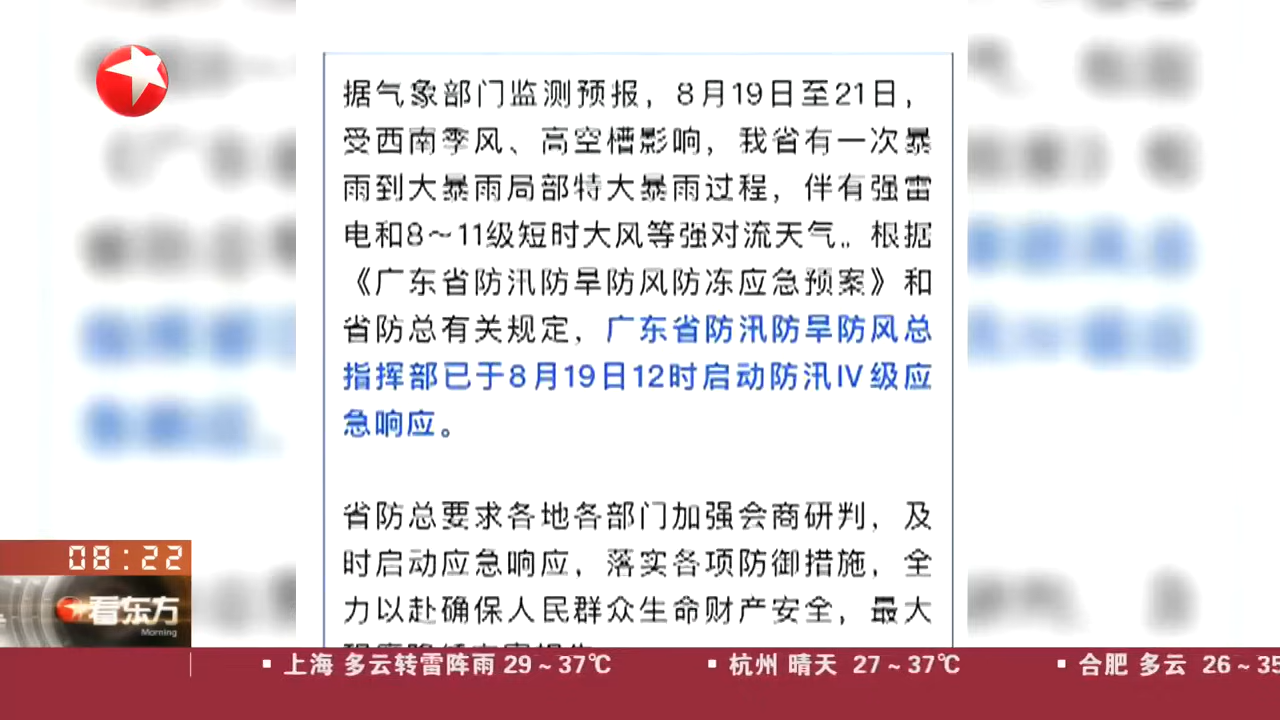 据气象部门监测预报，8月19日至21日，
受西南季风、高空槽影响，我省有一次暴
雨到大暴雨局部特大暴雨过程，伴有强雷
电和8～11级短时大风等强对流天气。根据
《广东省防汛防旱防风防冻应急预案》和
省防总有关规定，广东省防汛防旱防风总
指挥部已于8月19日12时启动防汛IV级应
急响应。
省防总要求各地各部门加强会商研判，及
时启动应急响应，落实各项防御措施，全
力以赴确保人民群众生命财产安全，最大
08:22
看东方
Morning
上海 多云转雷阵雨 29～37℃ 杭州 晴天 27～37℃ 合肥 多云 26～35